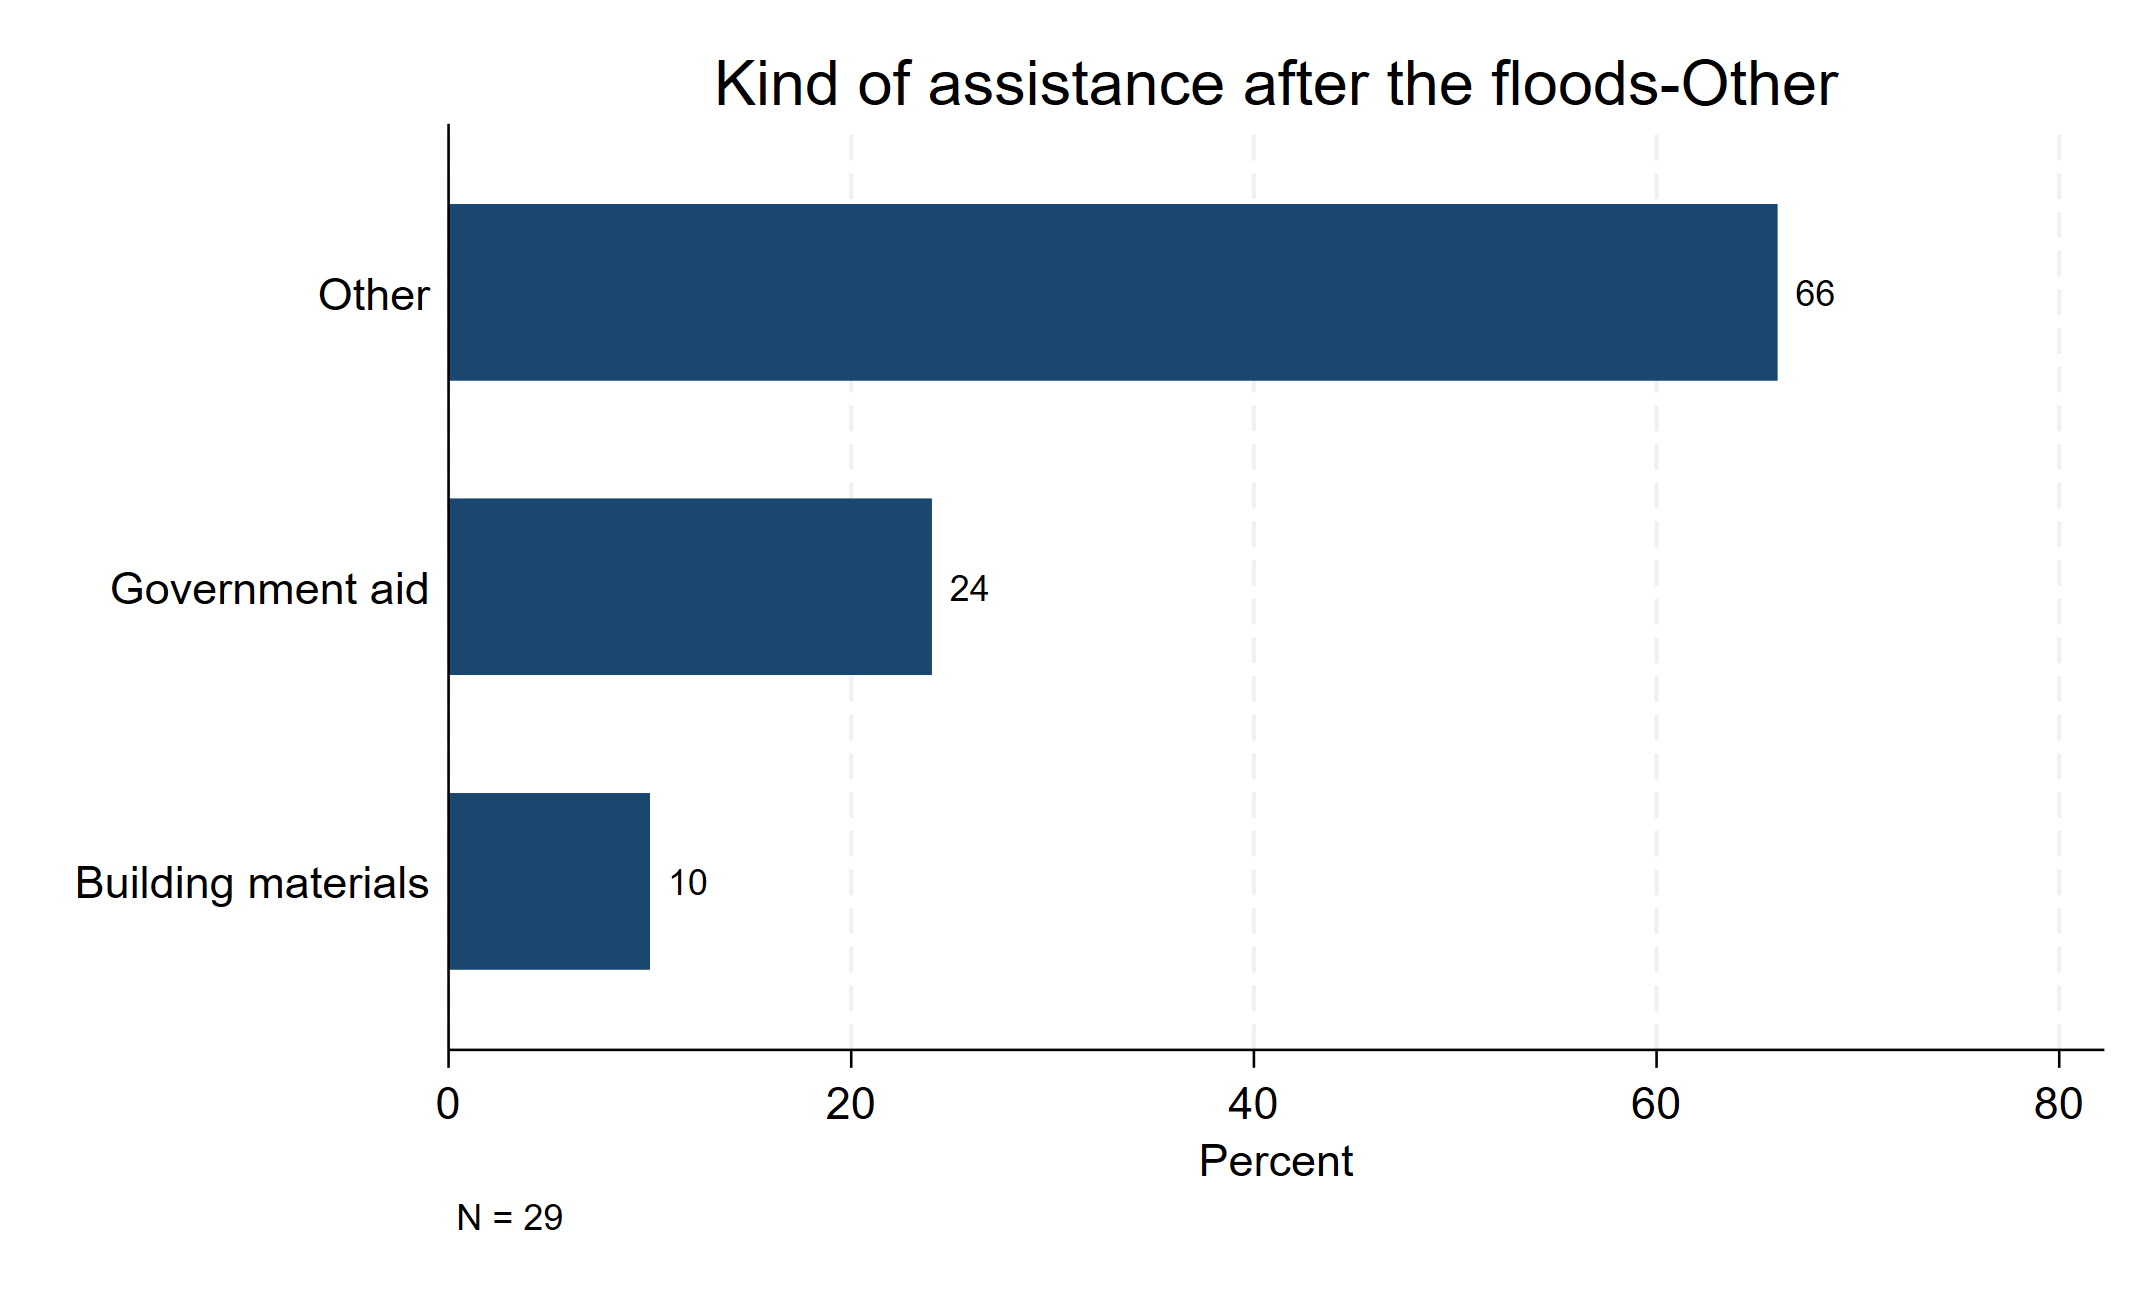 Kind of assistance after the floods-Other
Other
66
Government aid
24
Building materials
10
0 20 40 60 80
Percent
N = 29